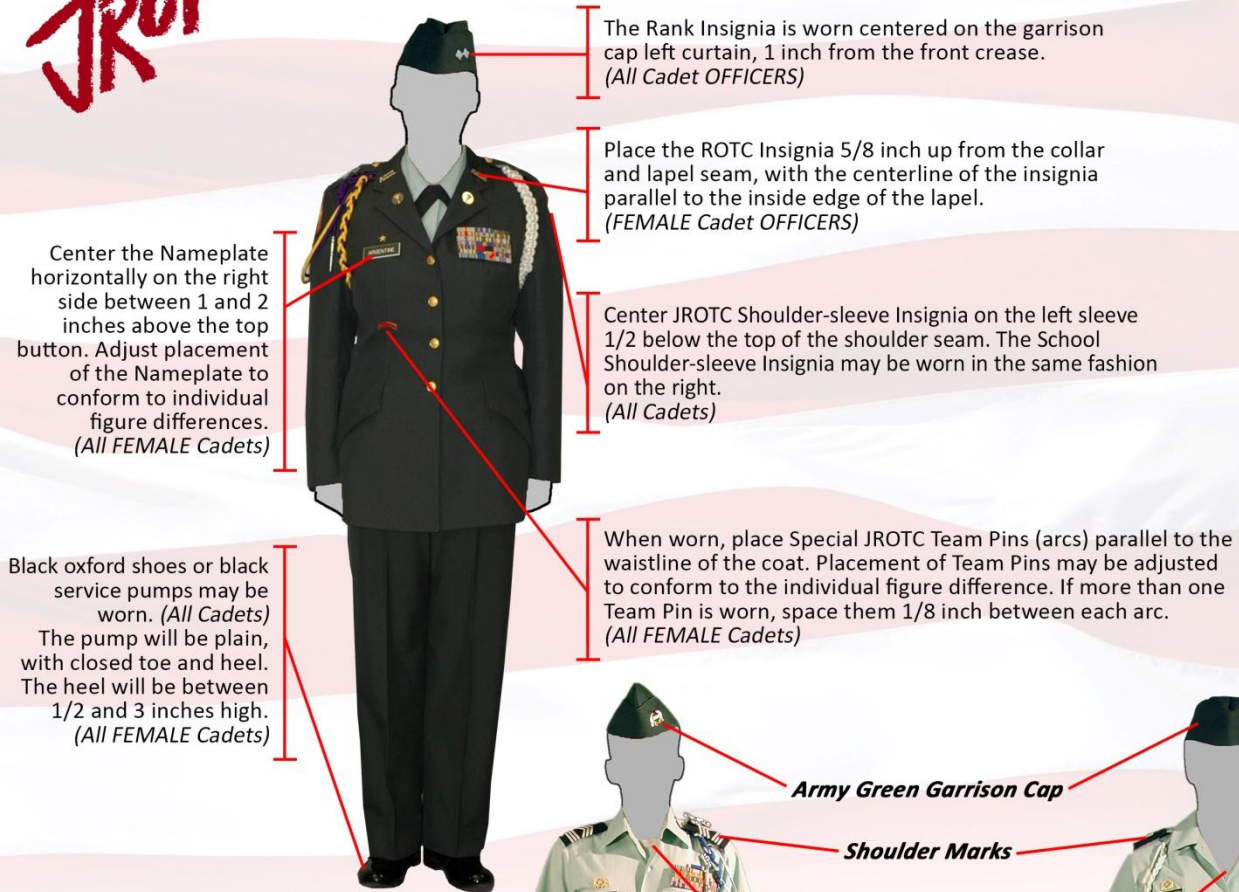 The Rank Insignia is worn centered on the garrison
cap left curtain, 1 inch from the front crease.
(All Cadet OFFICERS)
Place the ROTC Insignia 5/8 inch up from the collar
and lapel seam, with the centerline of the insignia
parallel to the inside edge of the lapel.
(FEMALE Cadet OFFICERS)
Center the Nameplate
horizontally on the right
side between 1 and 2
inches above the top
button. Adjust placement
of the Nameplate to
conform to individual
figure differences.
(All FEMALE Cadets)
ARGENTINE
Center JROTC Shoulder-sleeve Insignia on the left sleeve
1/2 below the top of the shoulder seam. The School
Shoulder-sleeve Insignia may be worn in the same fashion
on the right.
(All Cadets)
When worn, place Special JROTC Team Pins (arcs) parallel to the
waistline of the coat. Placement of Team Pins may be adjusted
to conform to the individual figure difference. If more than one
Team Pin is worn, space them 1/8 inch between each arc.
(All FEMALE Cadets)
Black oxford shoes or black
service pumps may be
worn. (All Cadets)
The pump will be plain,
with closed toe and heel.
The heel will be between
1/2 and 3 inches high.
(All FEMALE Cadets)
Army Green Garrison Cap
Shoulder Marks